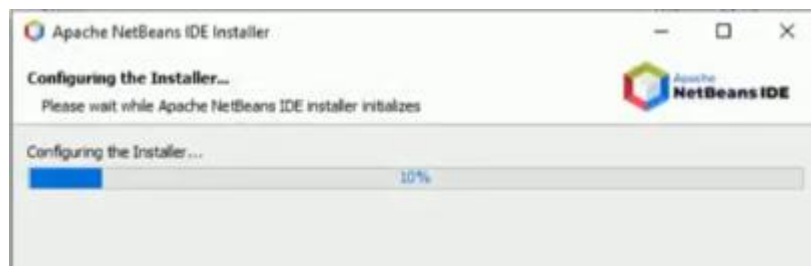 Apache NetBeans IDE Installer
Configuring the Installer...
Please wait while Apache NetBeans IDE installer initializes
Apache
NetBeans IDE
Configuring the Installer...
10%